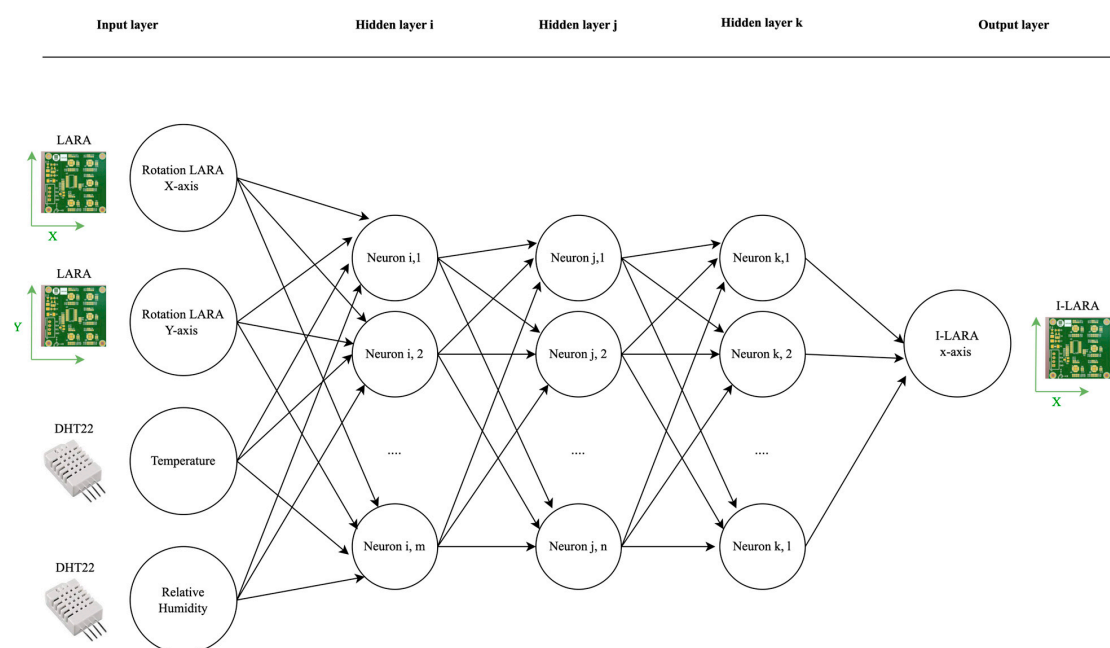 Input layer
Hidden layer i
Hidden layer j
Hidden layer k
Output layer
LARA
X
Rotation LARA
X-axis
LARA
Y
Rotation LARA
Y-axis
DHT22
Temperature
DHT22
Relative
Humidity
Neuron i,1
Neuron i, 2
....
Neuron i, m
Neuron j,1
Neuron j, 2
....
Neuron j, n
Neuron k,1
Neuron k, 2
....
Neuron k, l
I-LARA
x-axis
I-LARA
X